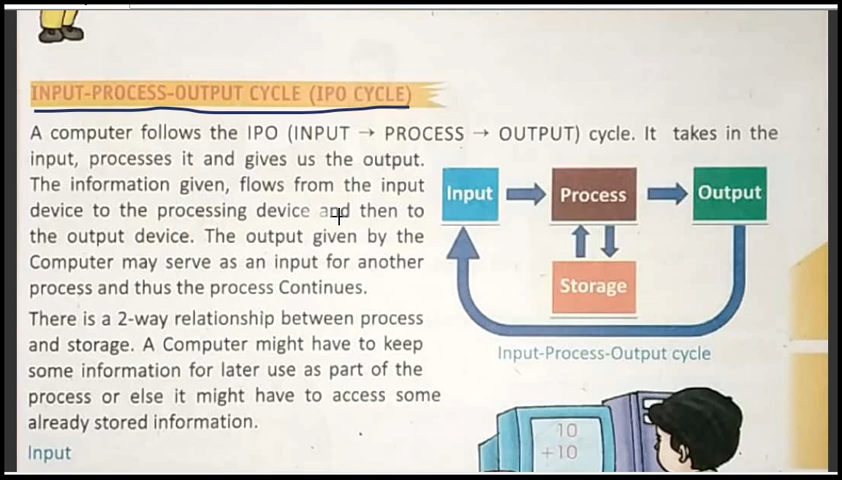 INPUT-PROCESS-OUTPUT CYCLE (IPO CYCLE)
A computer follows the IPO (INPUT → PROCESS → OUTPUT) cycle. It takes in the
input, processes it and gives us the output.
The information given, flows from the input
device to the processing device and then to
the output device. The output given by the
Computer may serve as an input for another
process and thus the process Continues.
There is a 2-way relationship between process
and storage. A Computer might have to keep
some information for later use as part of the
process or else it might have to access some
already stored information.
Input
Input
Process
Output
Storage
Input-Process-Output cycle
10
+10